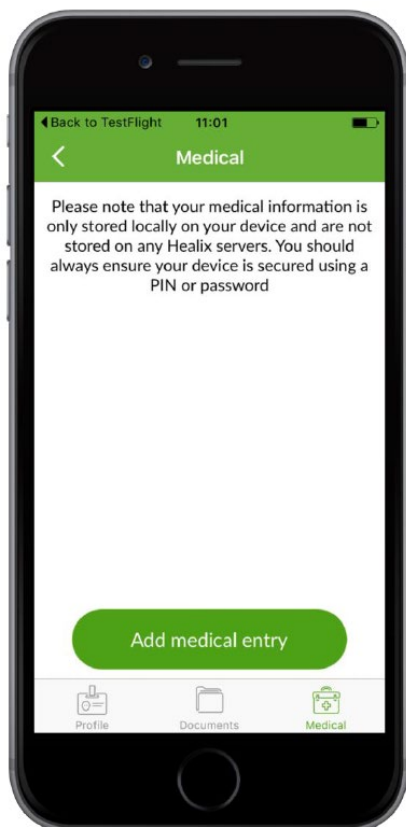 Back to TestFlight 11:01
Medical
Please note that your medical information is
only stored locally on your device and are not
stored on any Healix servers. You should
always ensure your device is secured using a
PIN or password
Add medical entry
Profile Documents Medical